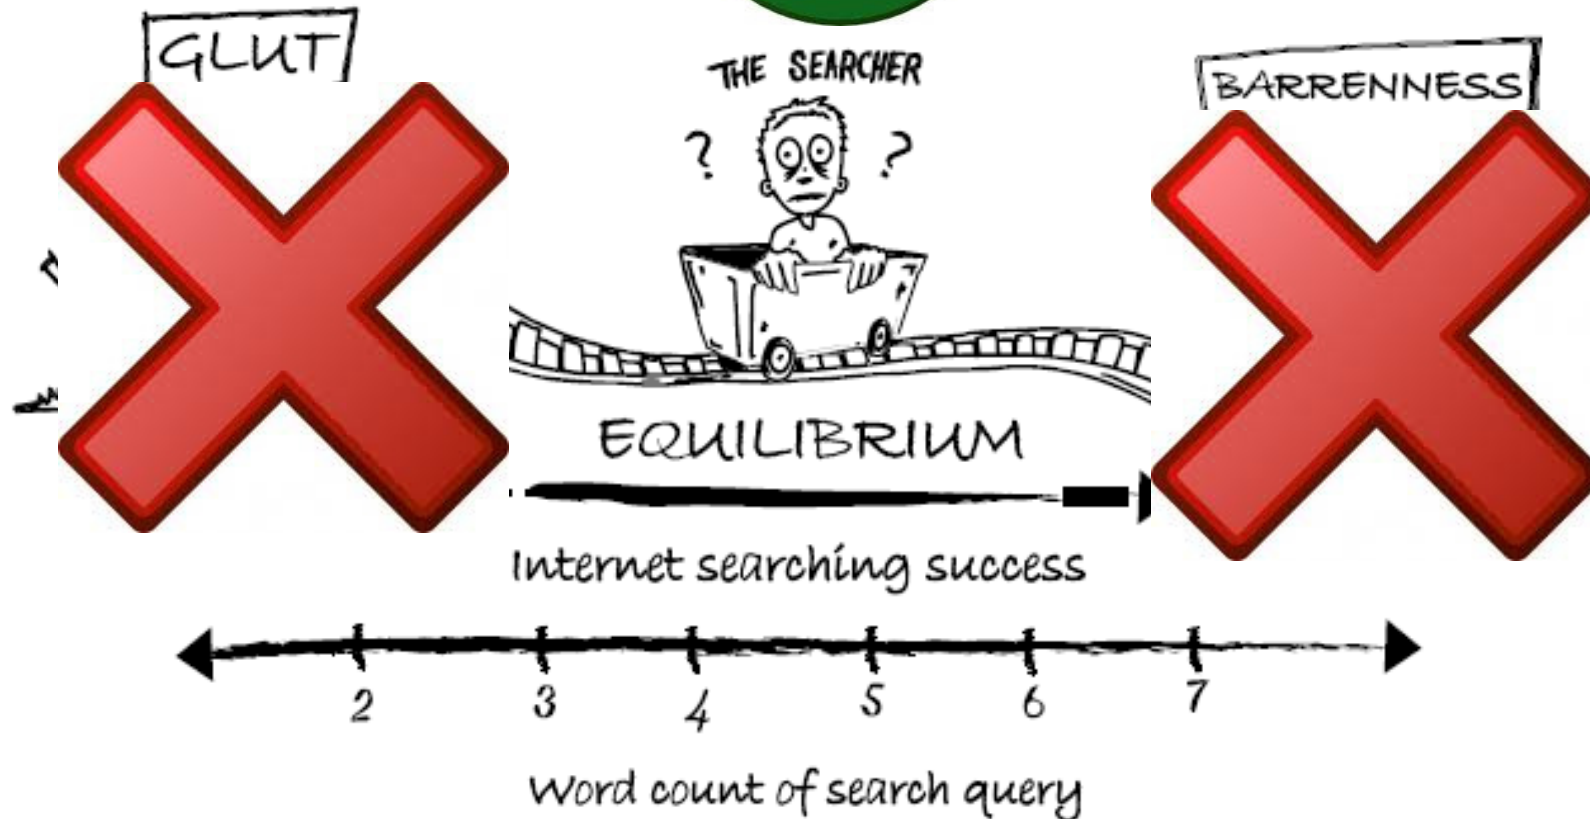 GLUT
THE SEARCHER
BARRENNESS
? ?
EQUILIBRIUM
Internet searching success
2 3 4 5 6 7
Word count of search query